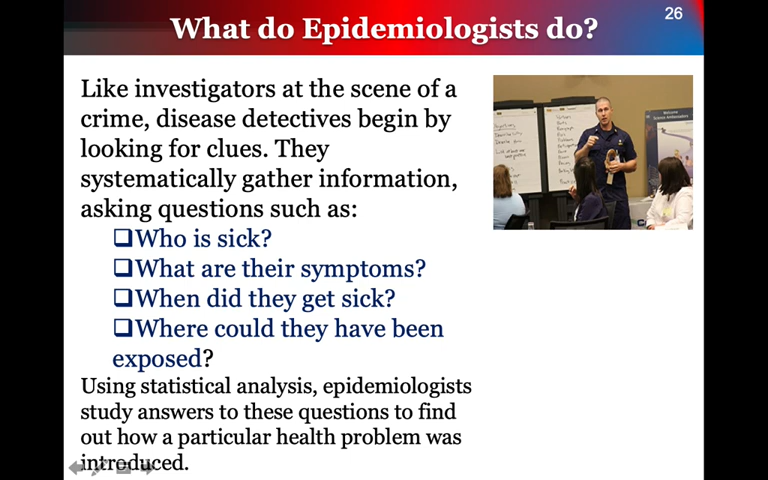 26
What do Epidemiologists do?
Like investigators at the scene of a
crime, disease detectives begin by
looking for clues. They
systematically gather information,
asking questions such as:
❑Who is sick?
❑What are their symptoms?
❑When did they get sick?
❑Where could they have been
exposed?
Using statistical analysis, epidemiologists
study answers to these questions to find
out how a particular health problem was
introduced.
Welcome
Science Ambassadors